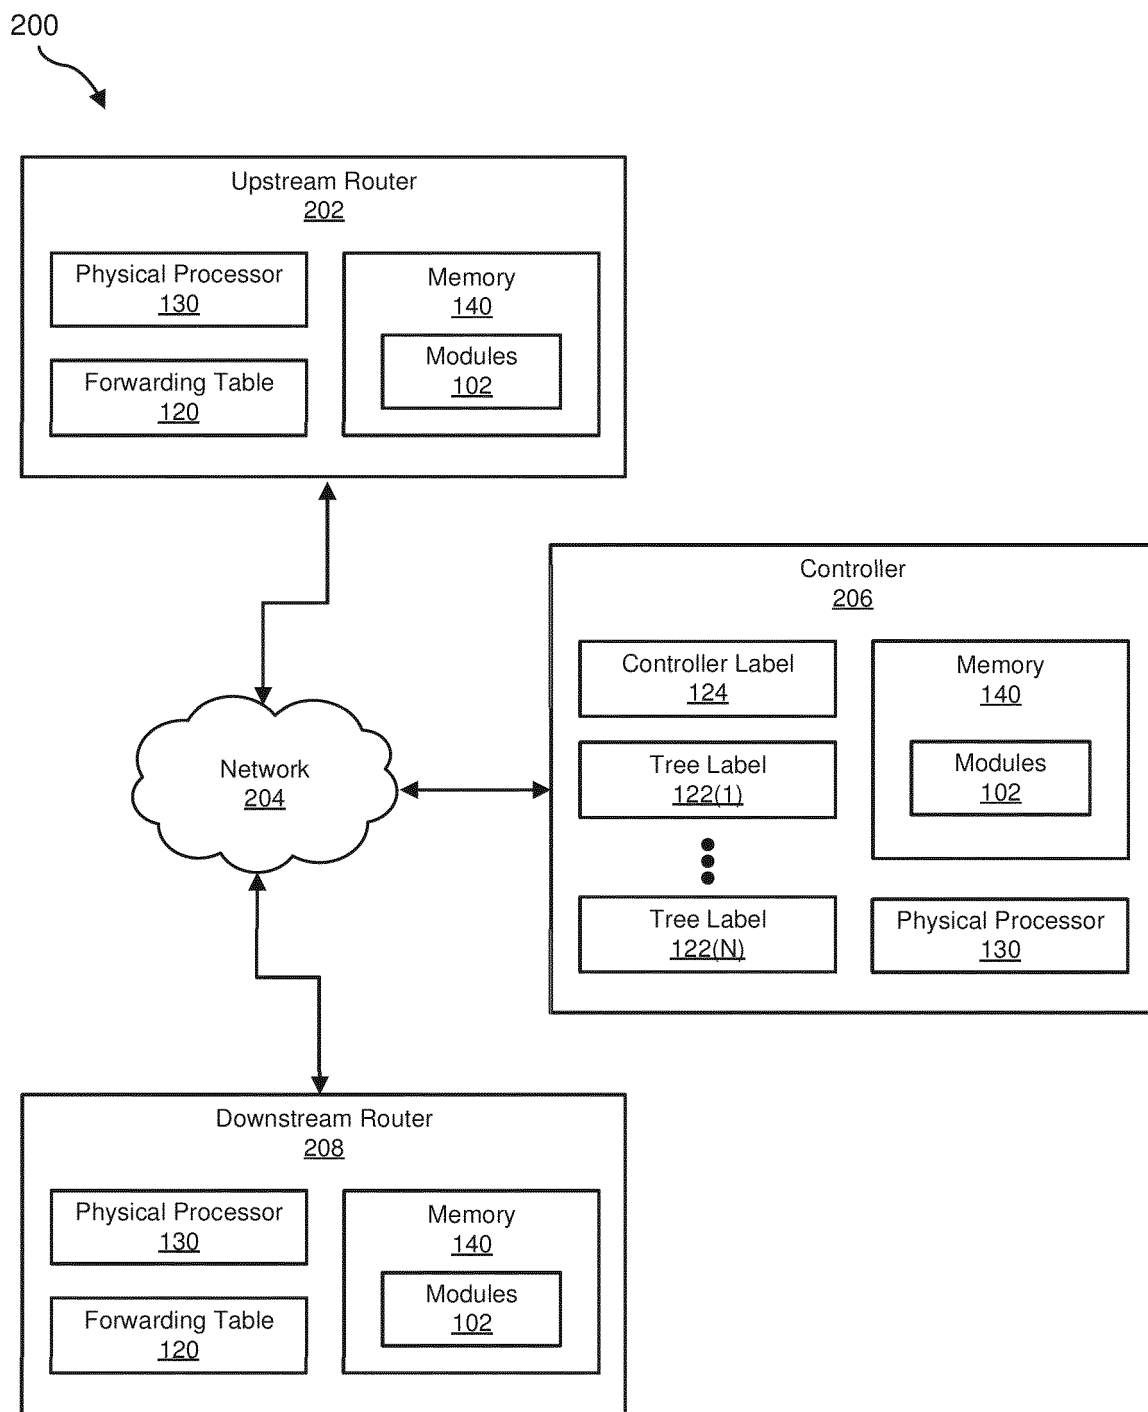 200
Upstream Router
202
Physical Processor
130
Memory
140
Forwarding Table
120
Modules
102
Controller
206
Controller Label
124
Memory
140
Network
204
Tree Label
122(1)
Modules
102
Tree Label
122(N)
Physical Processor
130
Downstream Router
208
Physical Processor
130
Memory
140
Forwarding Table
120
Modules
102